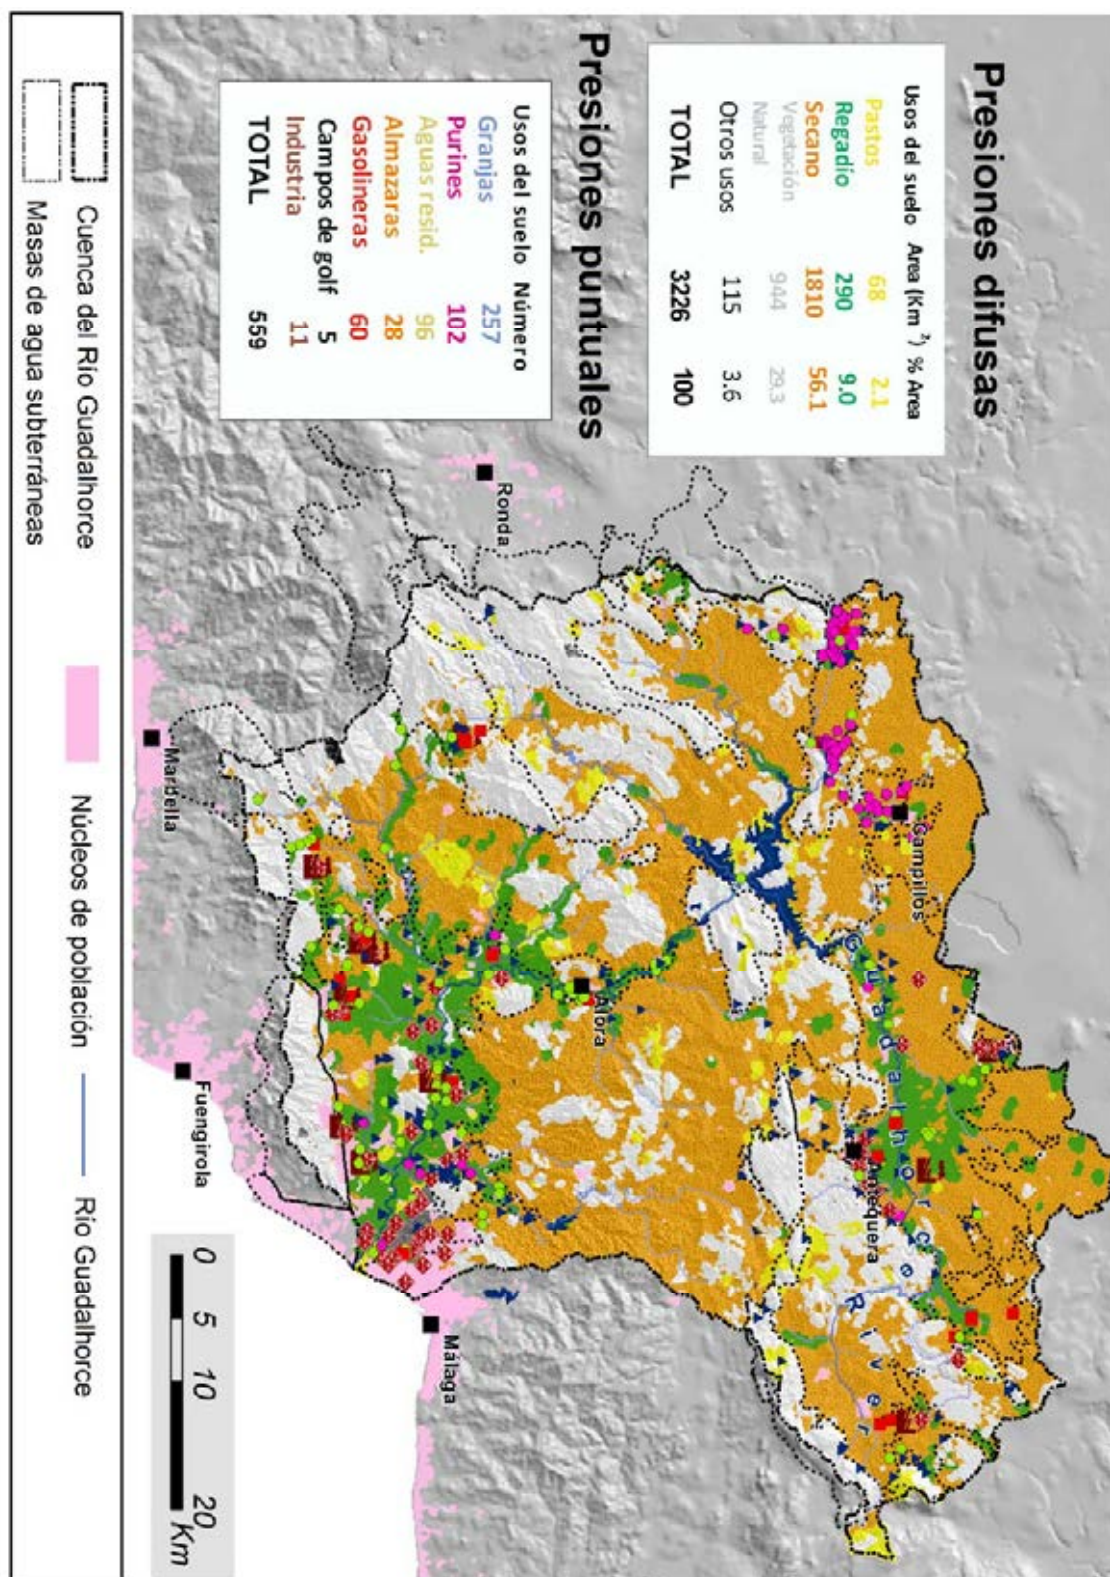 Presiones difusas
Usos del suelo Area (Km²) % Area
Pastos 68 2.1
Regadío 290 9.0
Secano 1810 56.1
Vegetación Natural 944 29.3
Otros usos 115 3.6
TOTAL 3226 100
Presiones puntuales
Usos del suelo Número
Granjas 257
Purines 102
Aguas resid. 96
Almazaras 28
Gasolineras 60
Campos de golf 5
Industria 11
TOTAL 559
Ronda
Campillos
Guadalhorce River
Antequera
Alora
Marbella
Fuengirola
Málaga
0 5 10 20
Km
Cuenca del Río Guadalhorce
Masas de agua subterráneas
Núcleos de población
Río Guadalhorce